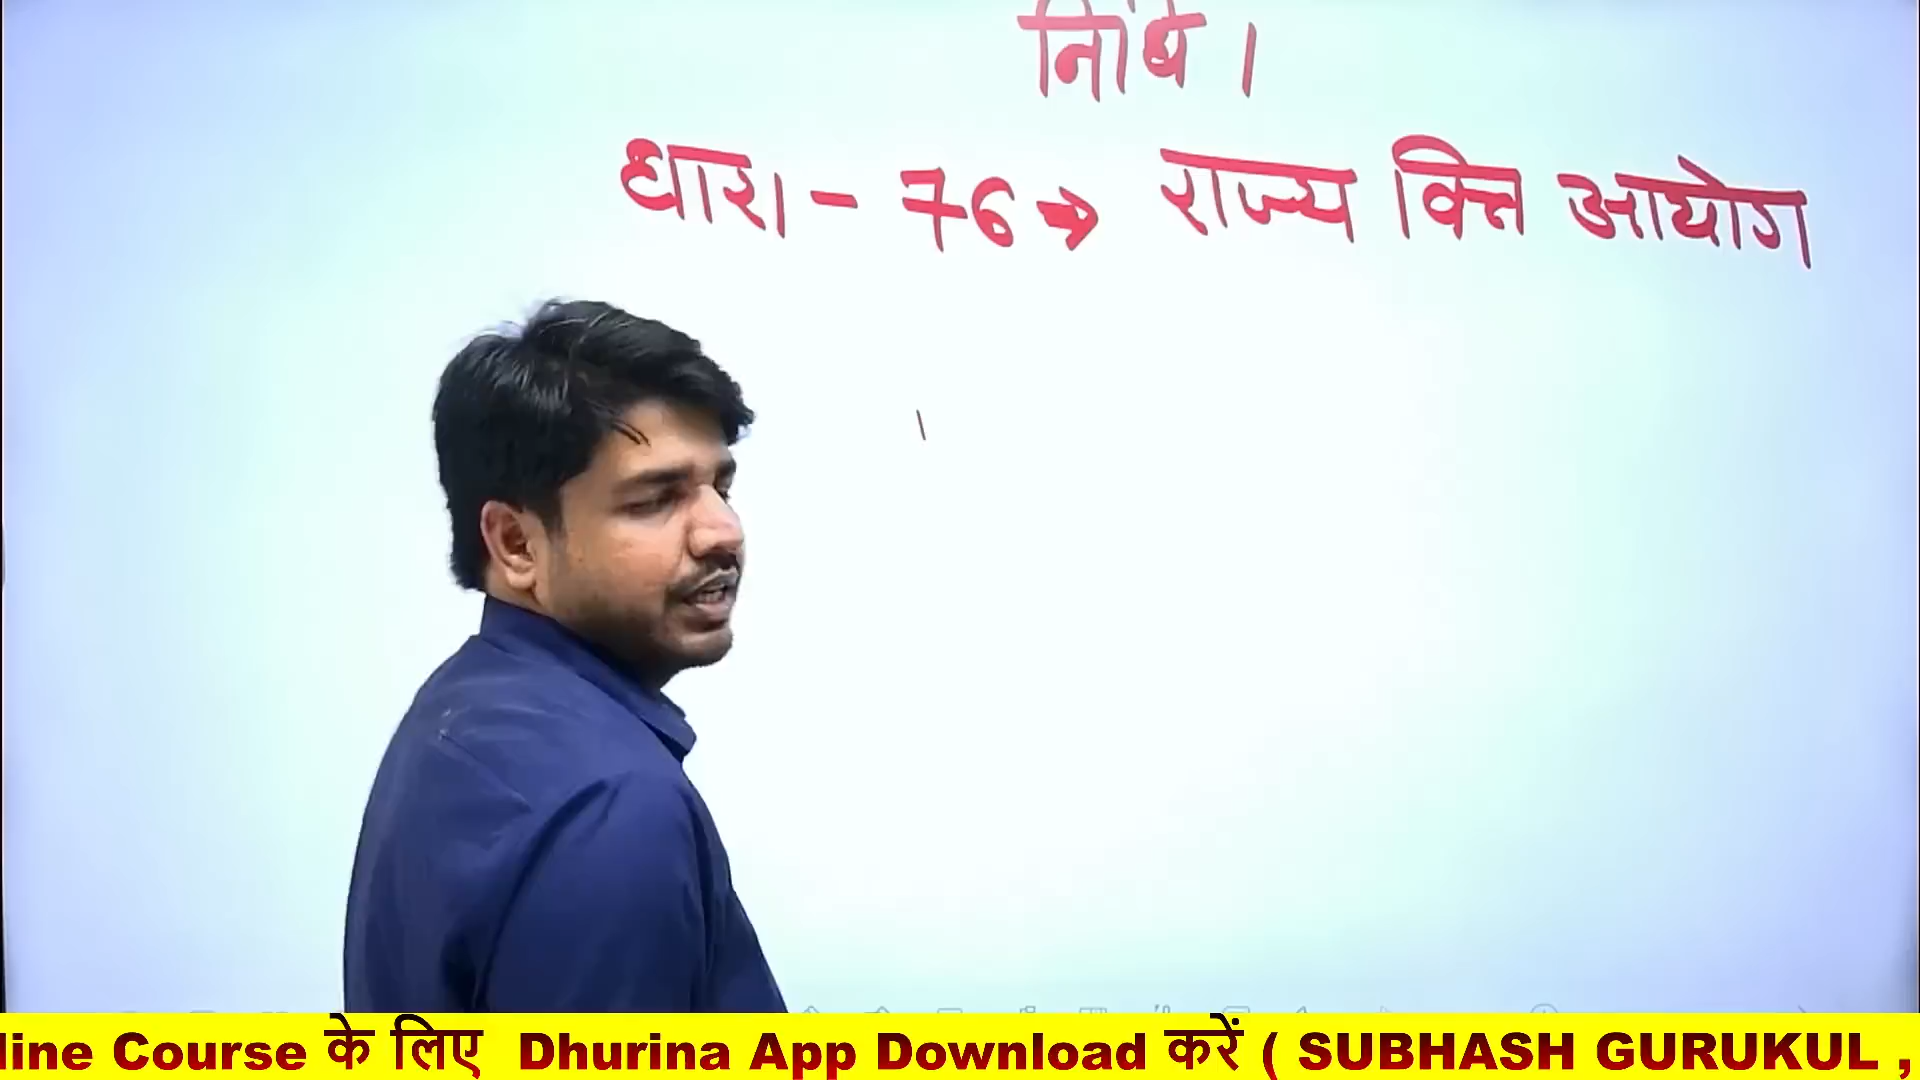 निधि ।
धारा - 76 → राज्य वित्त आयोग
line Course के लिए Dhurina App Download करें ( SUBHASH GURUKUL ,